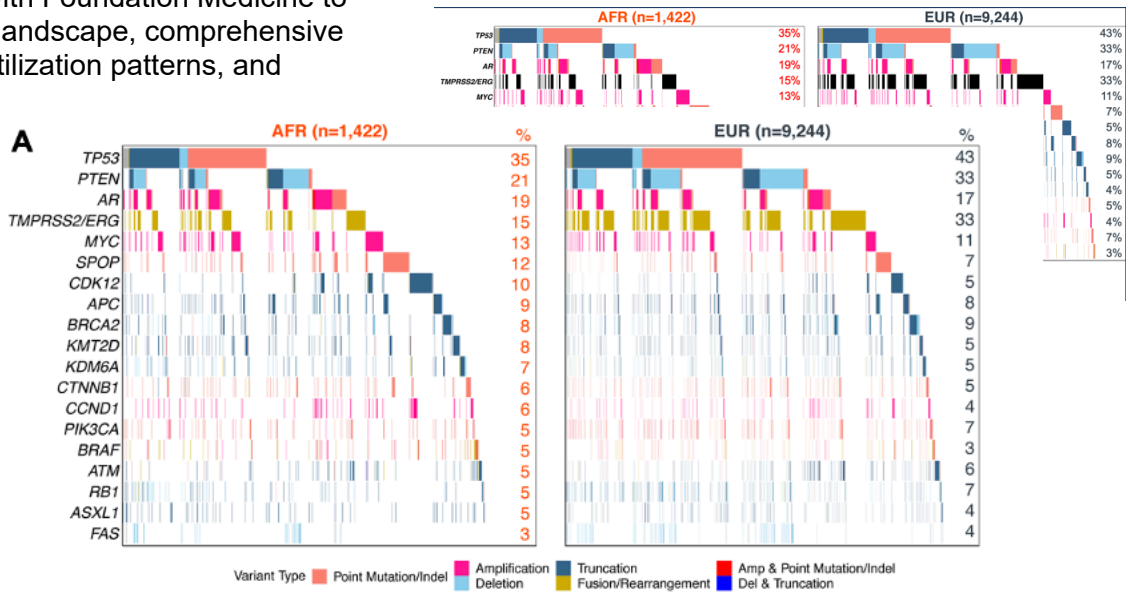 ith Foundation Medicine to
andscape, comprehensive
tilization patterns, and
AFR (n=1,422)
EUR (n=9,244)
TP53 35% 43%
PTEN 21% 33%
AR 19% 17%
TMPRSS2/ERG 15% 33%
MYC 13% 11%
7%
5%
8%
9%
5%
4%
5%
4%
7%
3%
A
AFR (n=1,422) %
EUR (n=9,244) %
TP53 35 43
PTEN 21 33
AR 19 17
TMPRSS2/ERG 15 33
MYC 13 11
SPOP 12 7
CDK12 10 5
APC 9 8
BRCA2 8 9
KMT2D 8 5
KDM6A 7 5
CTNNB1 6 5
CCND1 6 4
PIK3CA 5 7
BRAF 5 3
ATM 5 6
RB1 5 7
ASXL1 5 4
FAS 3 4
Variant Type Point Mutation/Indel Amplification Truncation Amp & Point Mutation/Indel
Deletion Fusion/Rearrangement Del & Truncation